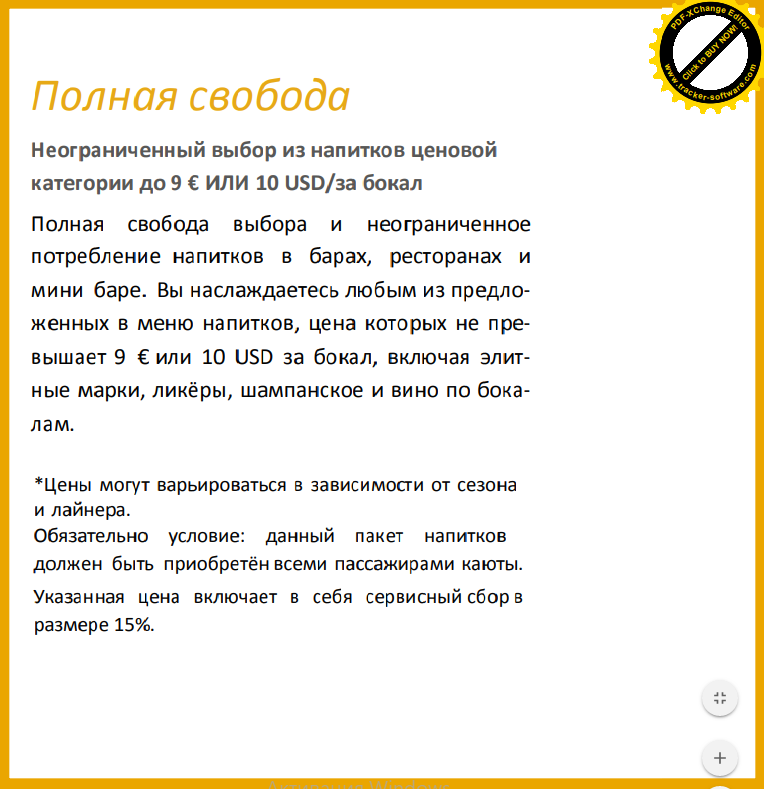 PDF-XChange Editor
Click to BUY NOW!
www.tracker-software.com
Полная свобода
Неограниченный выбор из напитков ценовой
категории до 9 € ИЛИ 10 USD/за бокал
Полная свобода выбора и неограниченное
потребление напитков в барах, ресторанах и
мини баре. Вы наслаждаетесь любым из предло-
женных в меню напитков, цена которых не пре-
вышает 9 € или 10 USD за бокал, включая элит-
ные марки, ликёры, шампанское и вино по бока-
лам.
*Цены могут варьироваться в зависимости от сезона
и лайнера.
Обязательно условие: данный пакет напитков
должен быть приобретён всеми пассажирами каюты.
Указанная цена включает в себя сервисный сбор в
размере 15%.